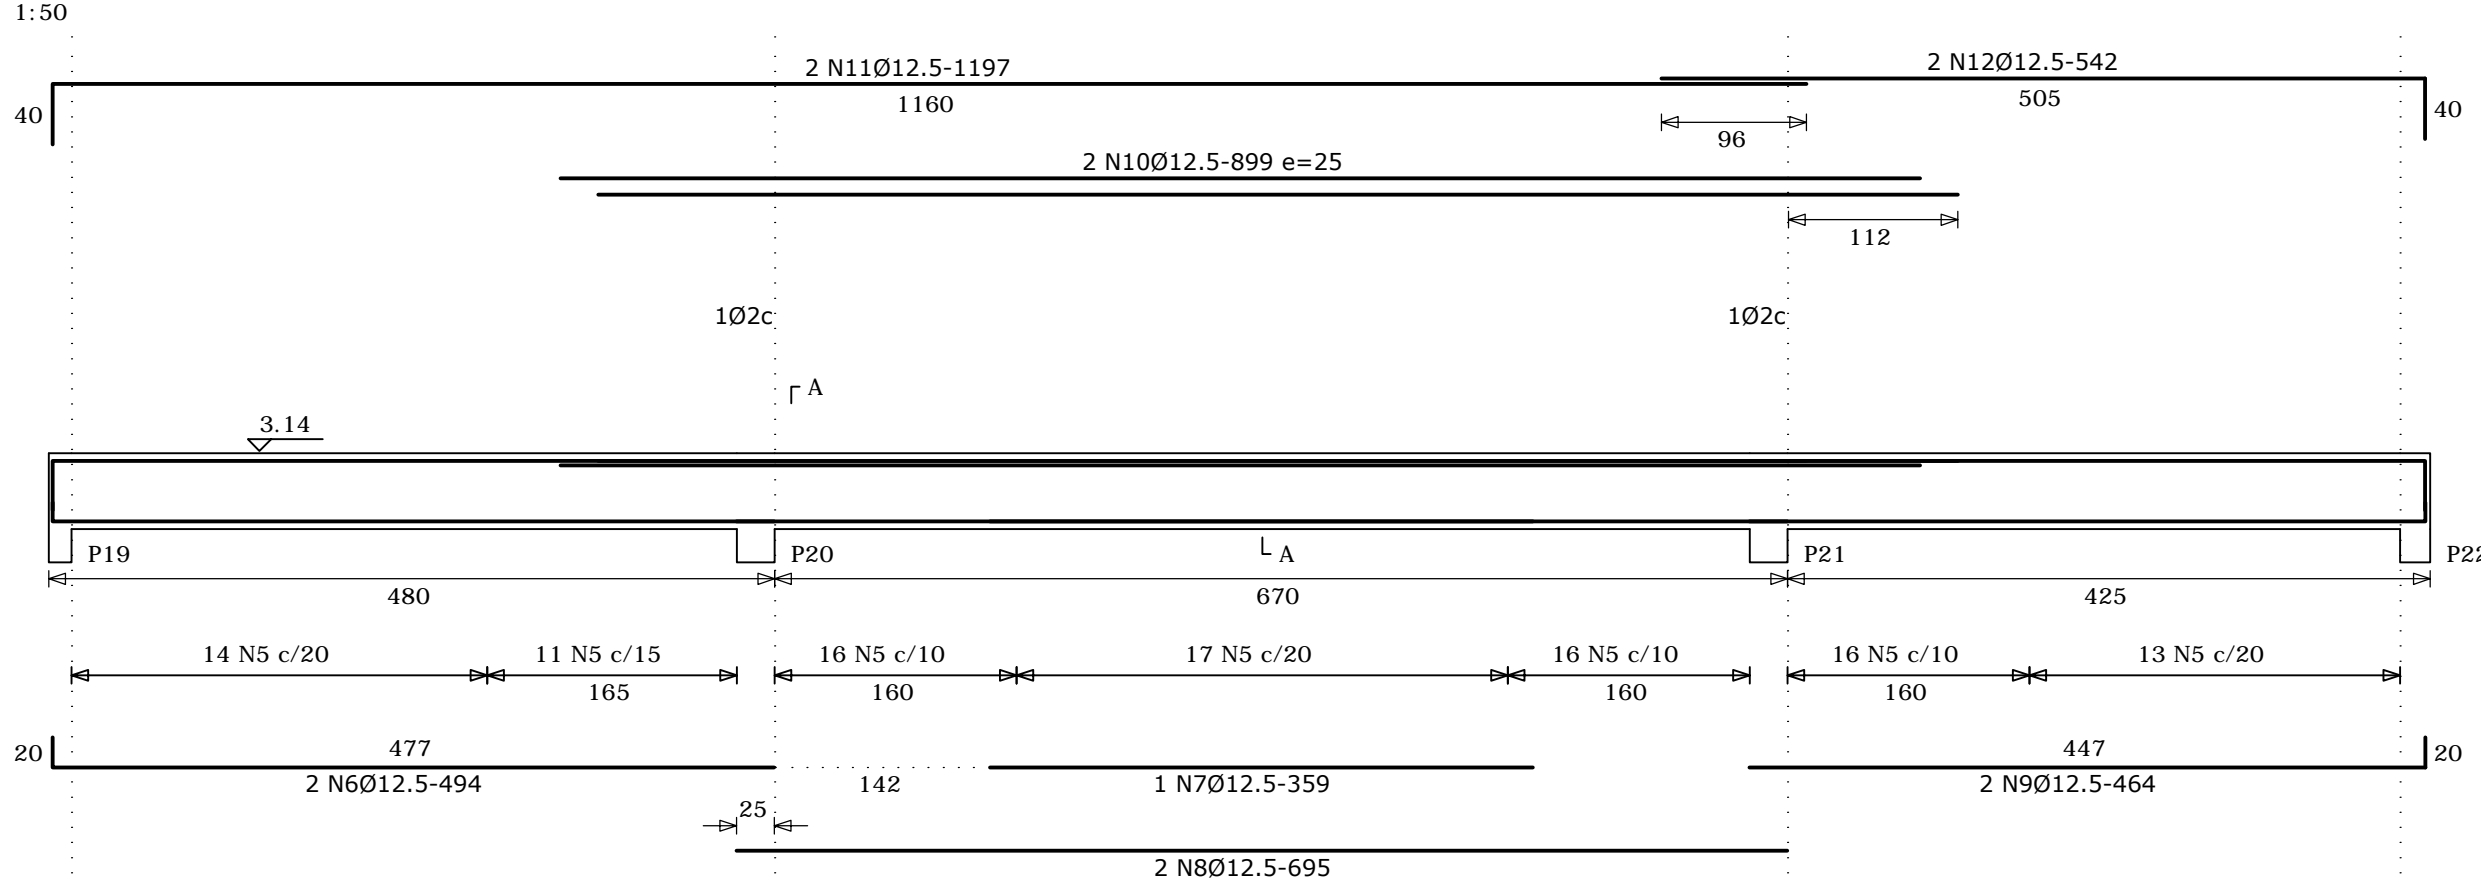 1:50
2 N11Ø12.5-1197
2 N12Ø12.5-542
1160
505
40
40
96
2 N10Ø12.5-899 e=25
112
1Ø2c
1Ø2c
A
3.14
P19
P20
A
P21
P22
480
670
425
14 N5 c/20
11 N5 c/15
16 N5 c/10
17 N5 c/20
16 N5 c/10
16 N5 c/10
13 N5 c/20
165
160
160
160
20
477
447
20
2 N6Ø12.5-494
142
1 N7Ø12.5-359
2 N9Ø12.5-464
25
2 N8Ø12.5-695